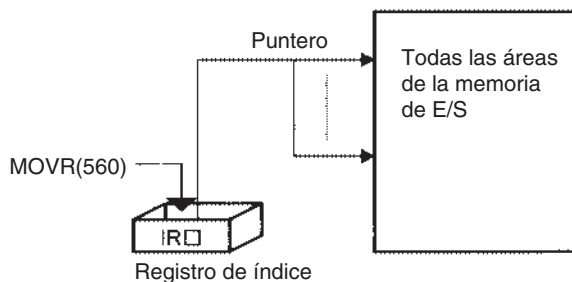 Puntero
Todas las áreas
de la memoria
de E/S
MOVR(560)
IR□
Registro de índice